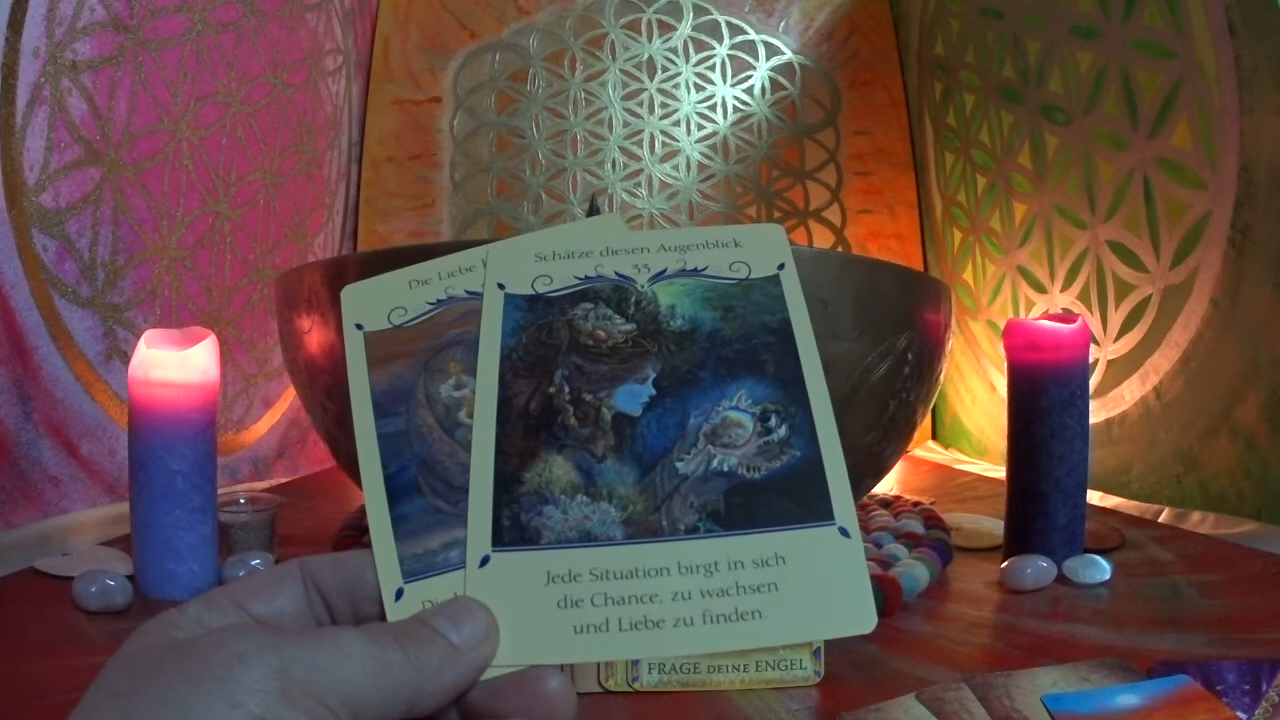 Die Liebe
Schätze diesen Augenblick
33
Jede Situation birgt in sich
die Chance, zu wachsen
und Liebe zu finden.
FRAGE DEINE ENGEL